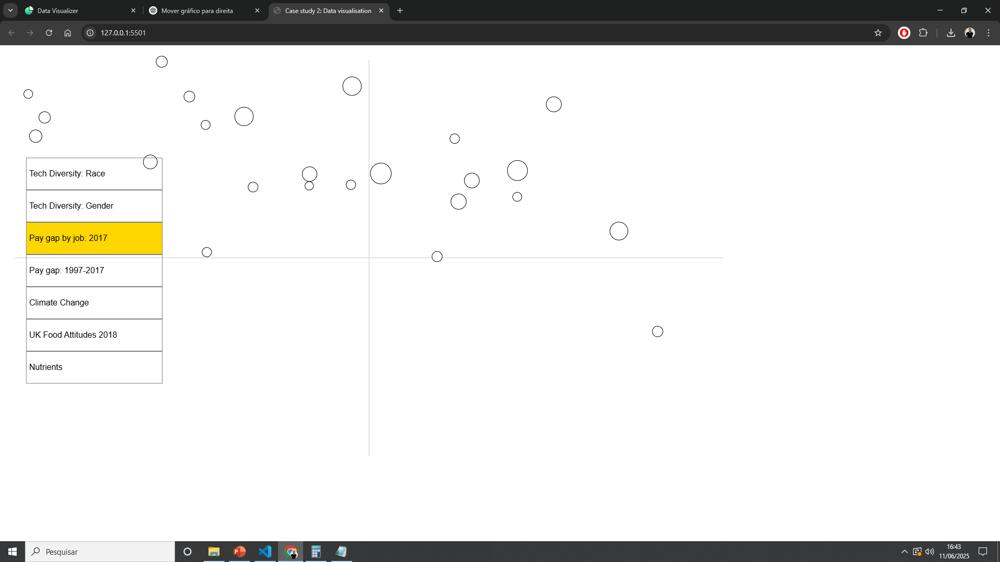 Data Visualizer
Mover gráfico para direita
Case study 2: Data visualisation
127.0.0.1:5501
Tech Diversity: Race
Tech Diversity: Gender
Pay gap by job: 2017
Pay gap: 1997-2017
Climate Change
UK Food Attitudes 2018
Nutrients
Pesquisar
16:43
11/06/2025